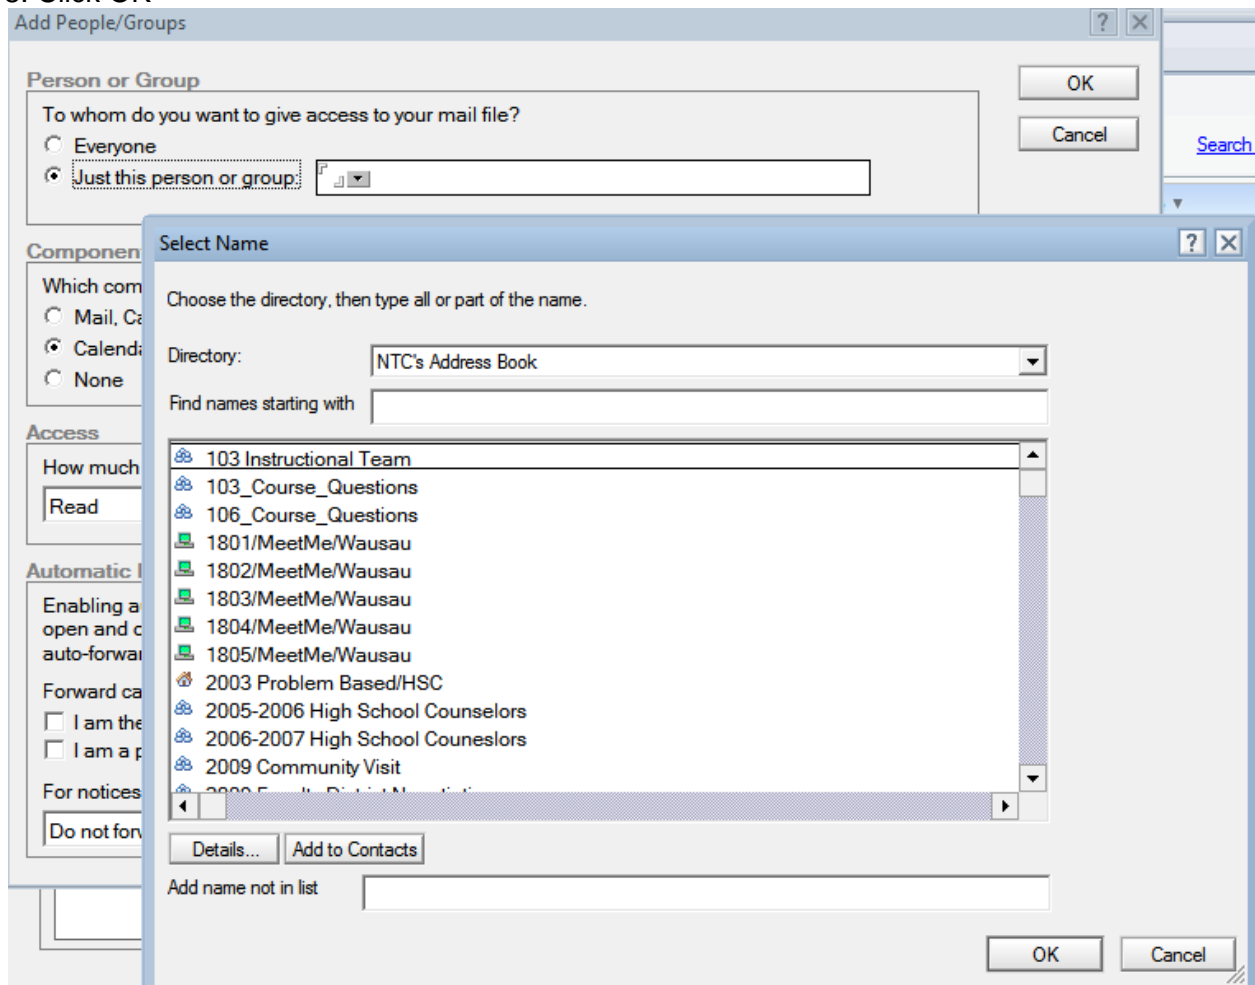 Click OK
Add People/Groups
Person or Group
To whom do you want to give access to your mail file?
Everyone
Just this person or group:
OK
Cancel
Search
Componen
Which com
Mail, Ca
Calenda
None
Access
How much
Read
Automatic
Enabling a
open and c
auto-forwar
Forward ca
I am the
I am a p
For notices
Do not forw
Select Name
Choose the directory, then type all or part of the name.
Directory:
NTC's Address Book
Find names starting with
103 Instructional Team
103_Course_Questions
106_Course_Questions
1801/MeetMe/Wausau
1802/MeetMe/Wausau
1803/MeetMe/Wausau
1804/MeetMe/Wausau
1805/MeetMe/Wausau
2003 Problem Based/HSC
2005-2006 High School Counselors
2006-2007 High School Couneslors
2009 Community Visit
Details...
Add to Contacts
Add name not in list
OK
Cancel